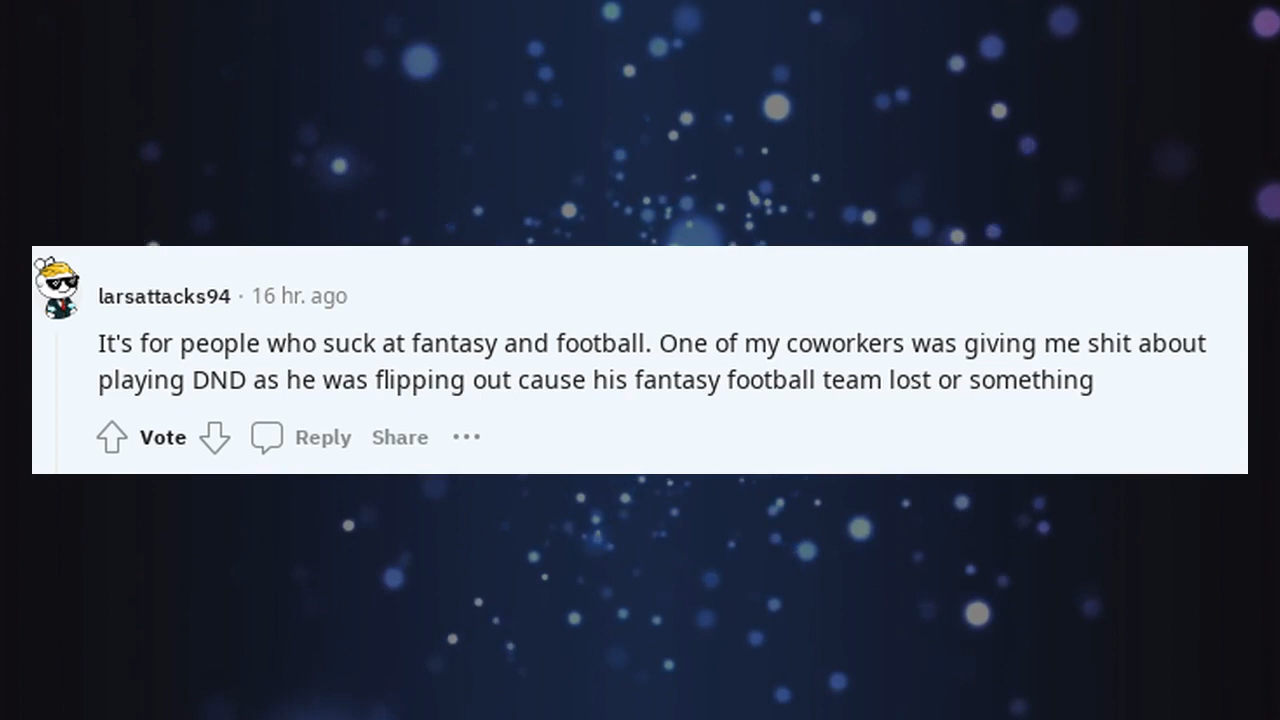 larsattacks94 · 16 hr. ago
It's for people who suck at fantasy and football. One of my coworkers was giving me shit about
playing DND as he was flipping out cause his fantasy football team lost or something
Vote Reply Share